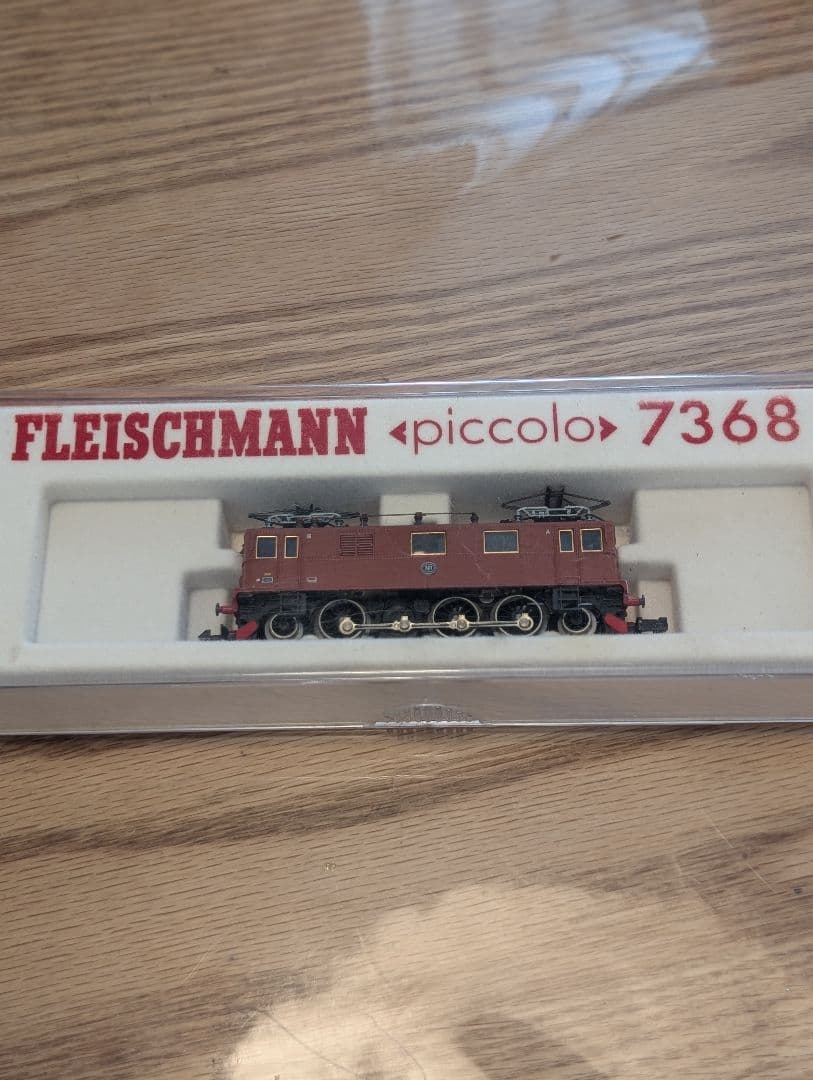 FLEISCHMANN <piccolo> 7368
B A